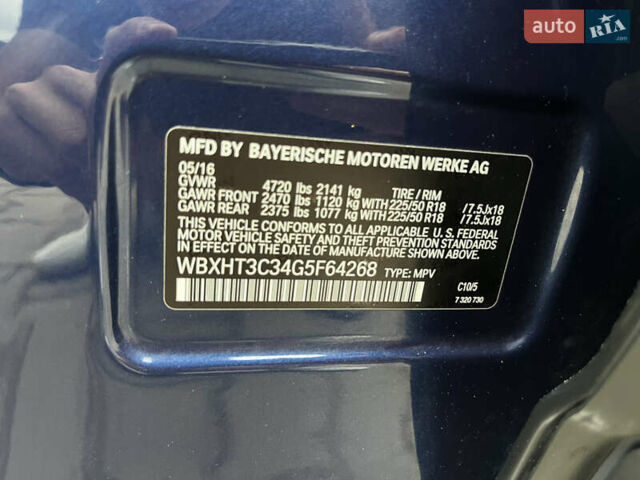 auto RIA.com
MFD BY BAYERISCHE MOTOREN WERKE AG
05/16
GVWR 4720 lbs 2141 kg TIRE / RIM
GAWR FRONT 2470 lbs 1120 kg WITH 225/50 R18 /7.5Jx18
GAWR REAR 2375 lbs 1077 kg WITH 225/50 R18 /7.5Jx18
THIS VEHICLE CONFORMS TO ALL APPLICABLE U.S. FEDERAL
MOTOR VEHICLE SAFETY STANDARDS IN EFFECT ON THE
DATE OF MANUFACTURE SHOWN ABOVE.
WBXHT3C34G5F64268 TYPE: MPV
C10/5
7 320 730